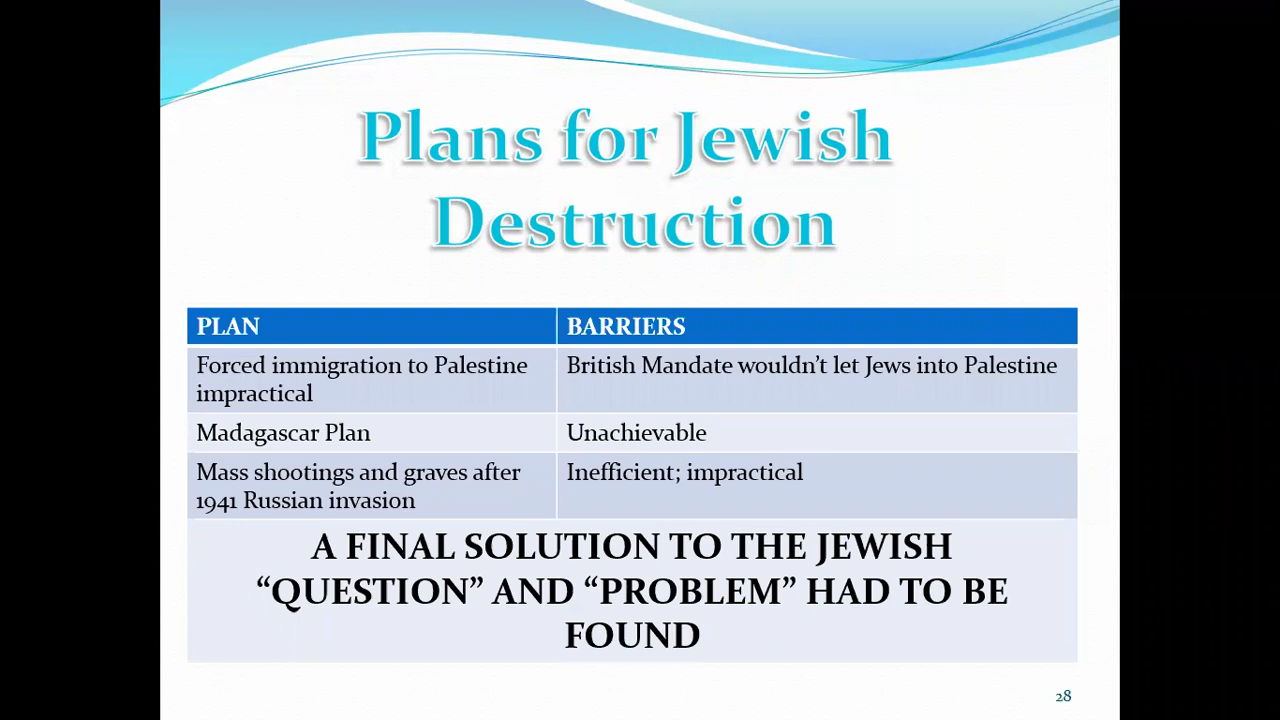 Plans for Jewish
Destruction
PLAN
BARRIERS
Forced immigration to Palestine
impractical
British Mandate wouldn’t let Jews into Palestine
Madagascar Plan
Unachievable
Mass shootings and graves after
1941 Russian invasion
Inefficient; impractical
A FINAL SOLUTION TO THE JEWISH
“QUESTION” AND “PROBLEM” HAD TO BE
FOUND
28